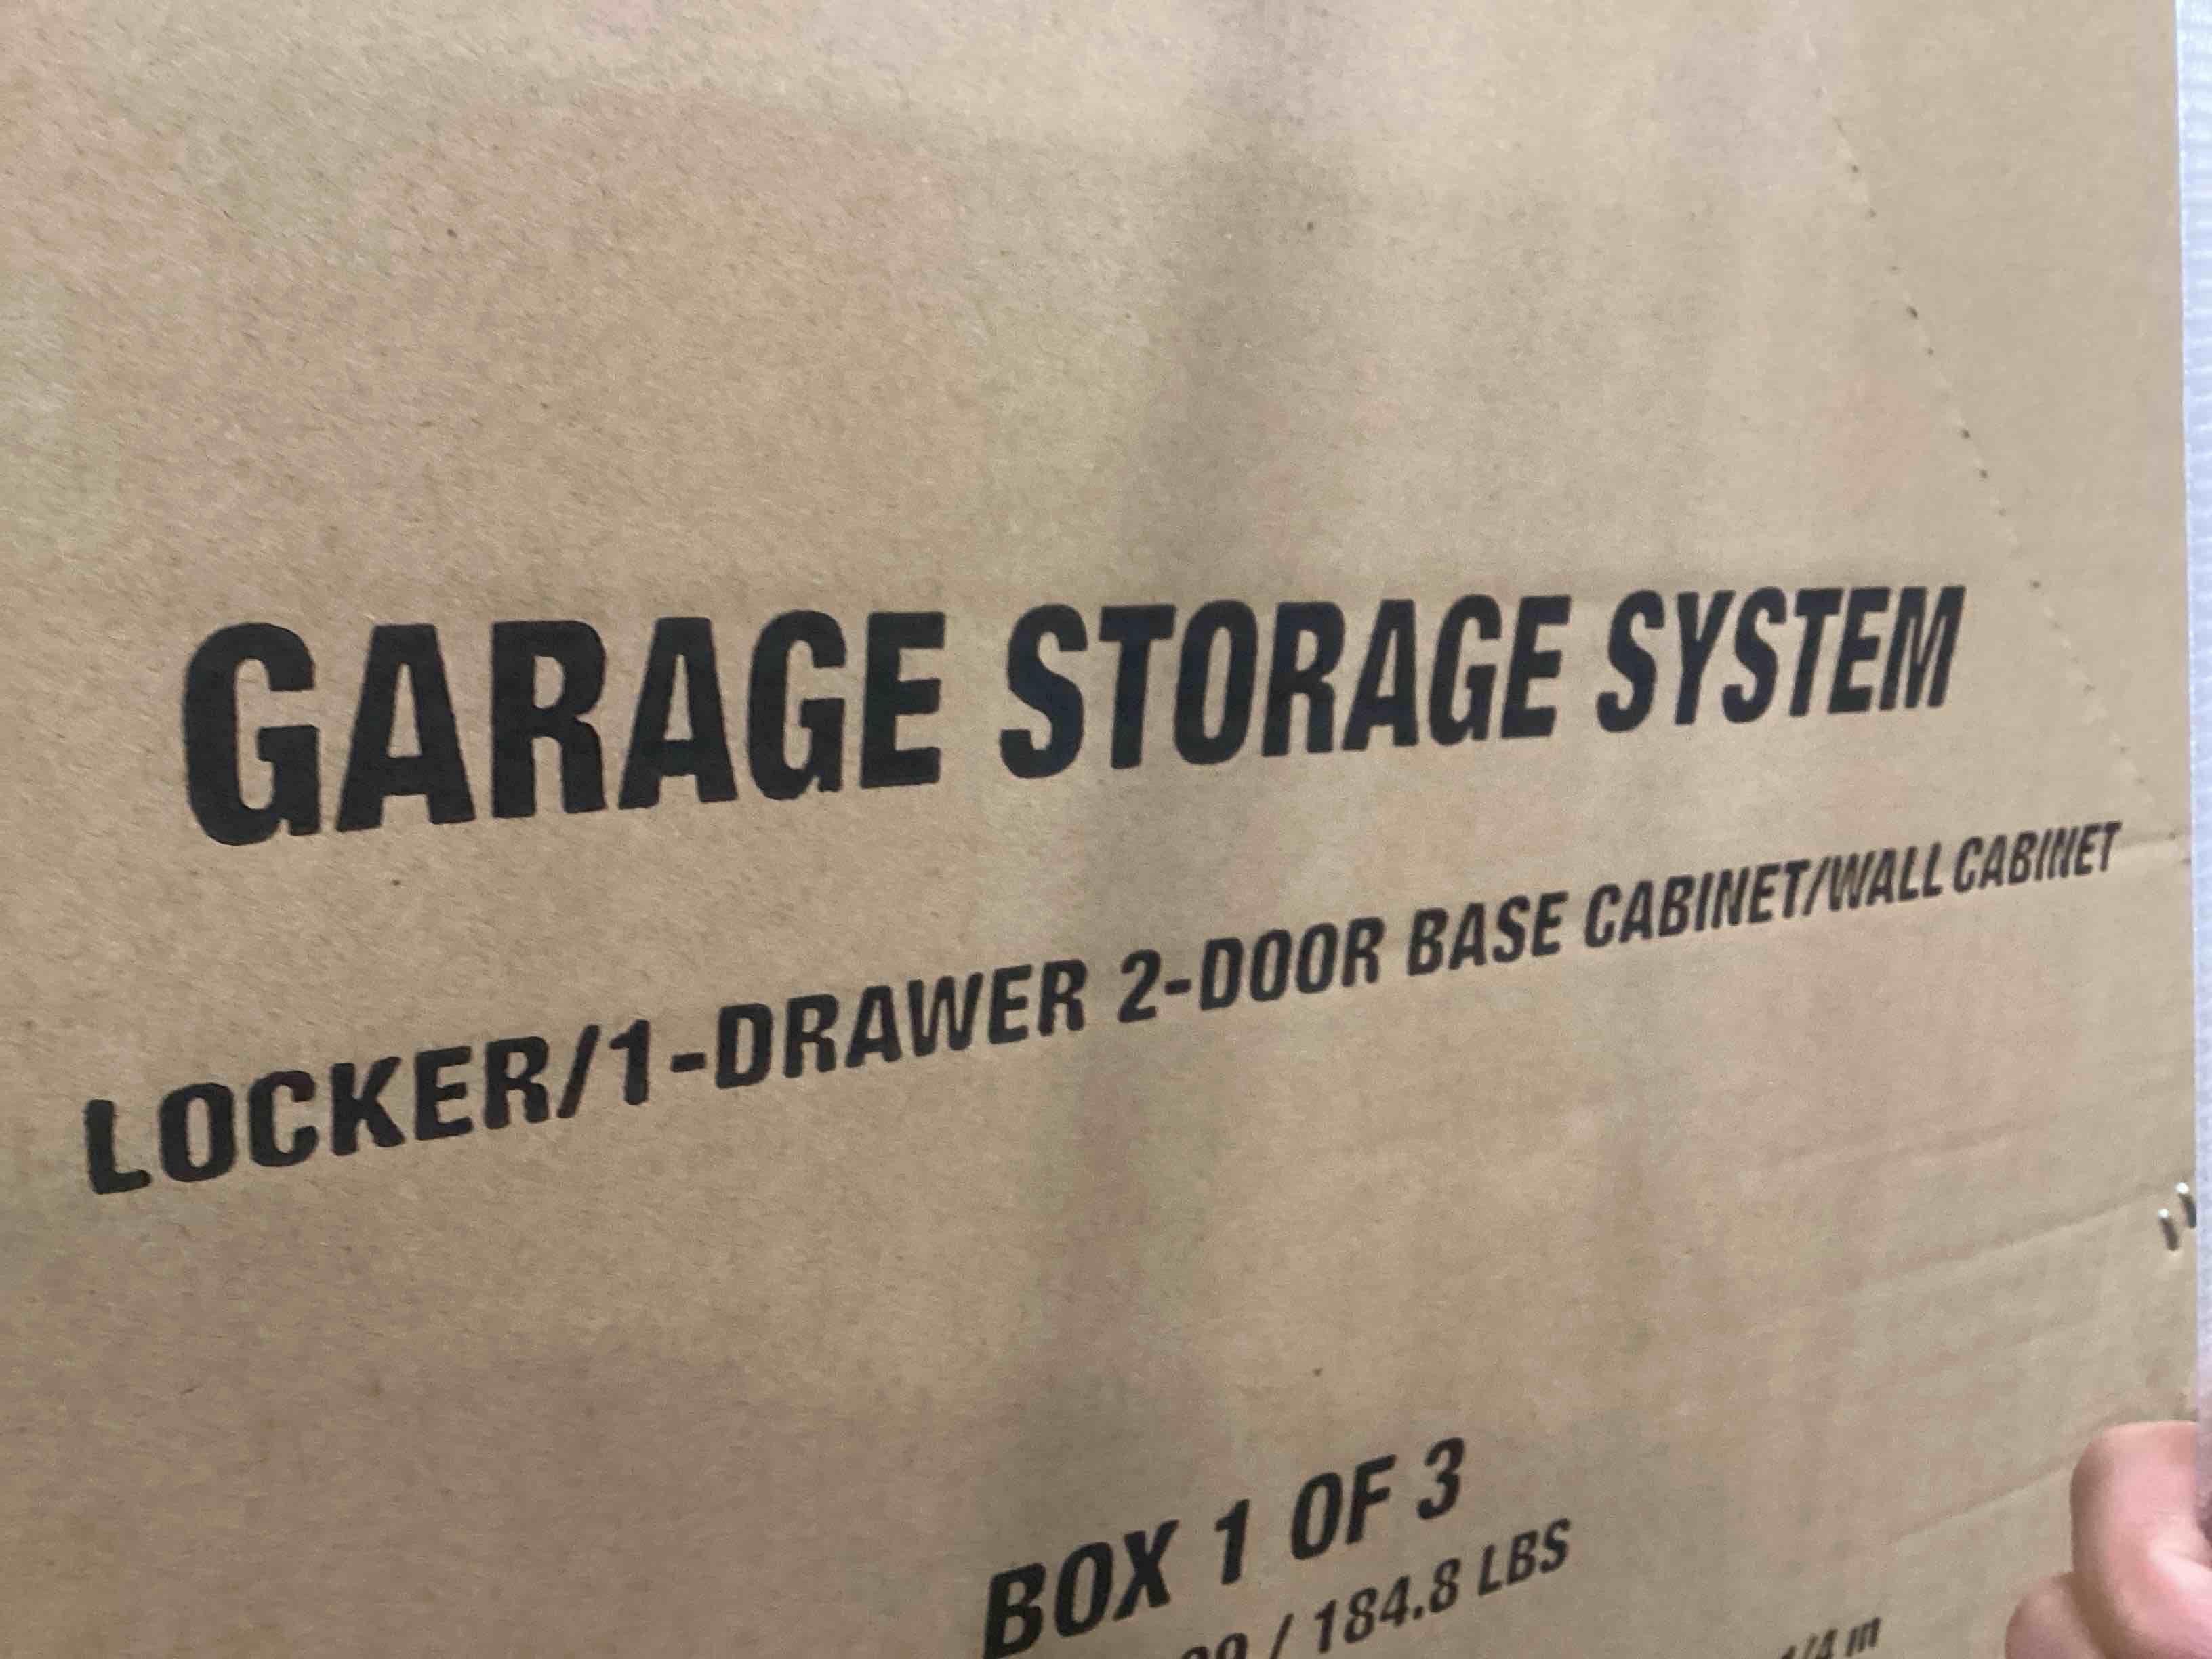 GARAGE STORAGE SYSTEM
LOCKER/1-DRAWER 2-DOOR BASE CABINET/WALL CABINET
BOX 1 OF 3
/ 184.8 LBS